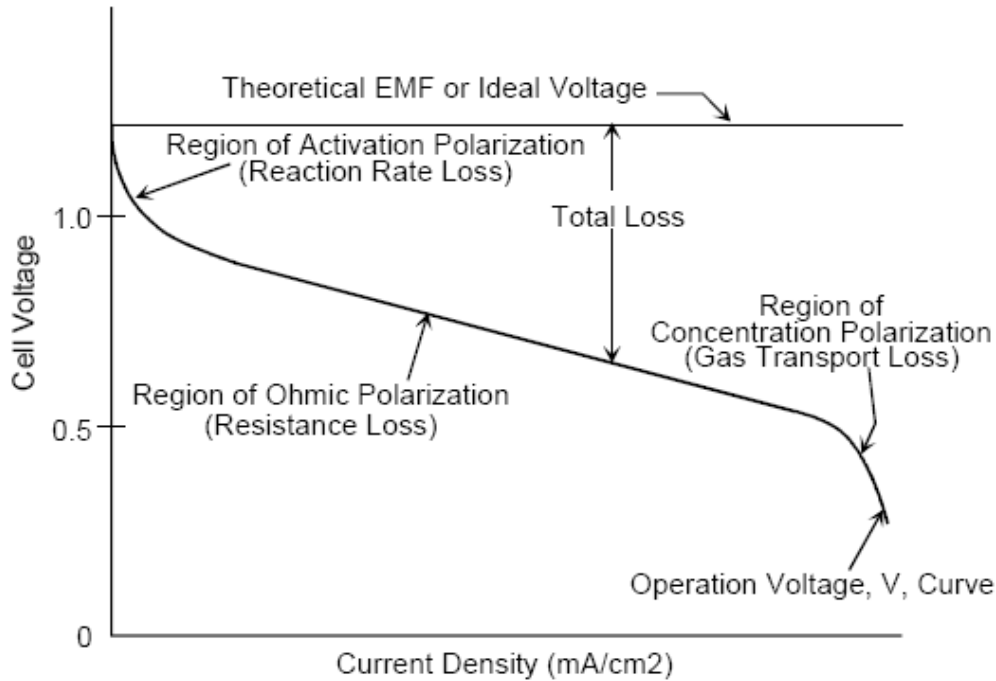 Theoretical EMF or Ideal Voltage
Region of Activation Polarization
(Reaction Rate Loss)
1.0
Total Loss
Cell Voltage
Region of
Concentration Polarization
(Gas Transport Loss)
Region of Ohmic Polarization
(Resistance Loss)
0.5
Operation Voltage, V, Curve
0
Current Density (mA/cm2)